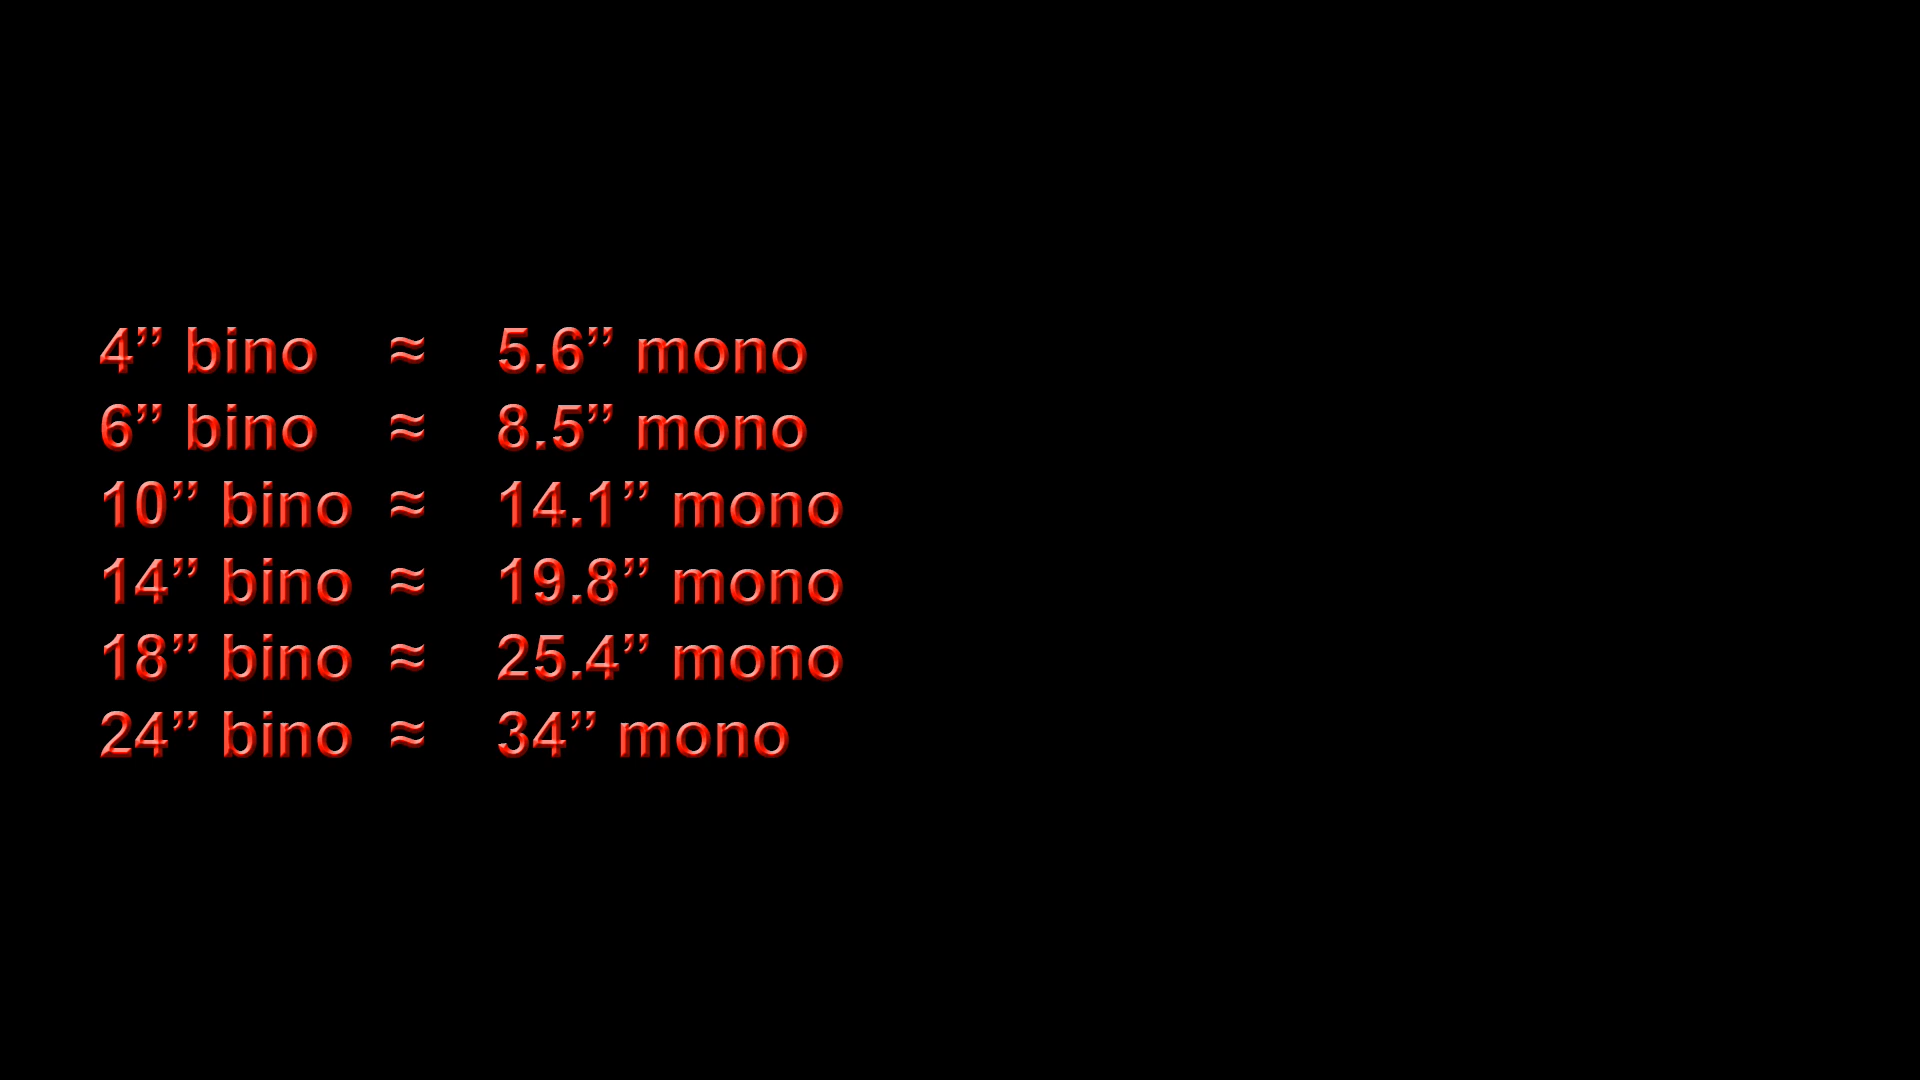 4” bino ≈ 5.6” mono
6” bino ≈ 8.5” mono
10” bino ≈ 14.1” mono
14” bino ≈ 19.8” mono
18” bino ≈ 25.4” mono
24” bino ≈ 34” mono